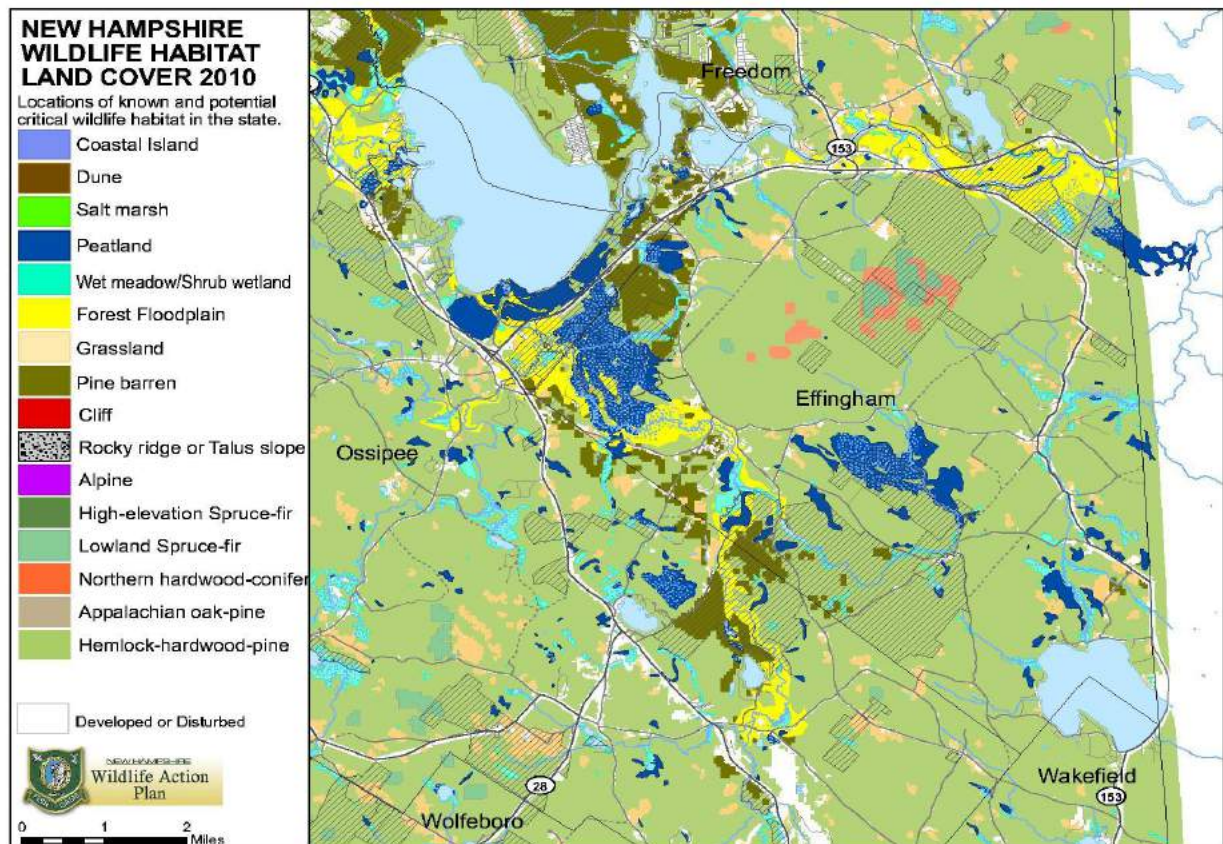 NEW HAMPSHIRE
WILDLIFE HABITAT
LAND COVER 2010
Locations of known and potential
critical wildlife habitat in the state.
Coastal Island
Dune
Salt marsh
Peatland
Wet meadow/Shrub wetland
Forest Floodplain
Grassland
Pine barren
Cliff
Rocky ridge or Talus slope
Alpine
High-elevation Spruce-fir
Lowland Spruce-fir
Northern hardwood-conifer
Appalachian oak-pine
Hemlock-hardwood-pine
Developed or Disturbed
NEW HAMPSHIRE
Wildlife Action
Plan
0 1 2
Miles
Freedom
153
Effingham
Ossipee
28
Wolfeboro
Wakefield
153